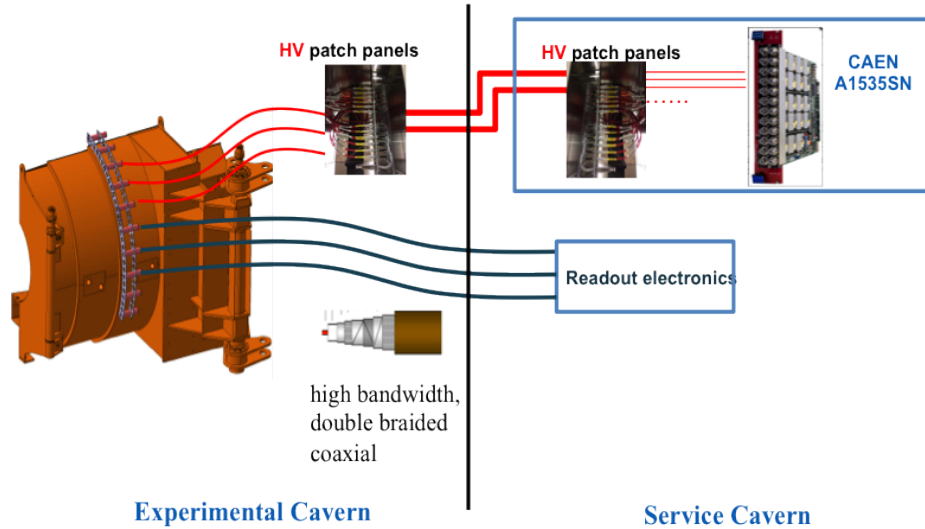 HV patch panels
HV patch panels
CAEN
A1535SN
Readout electronics
high bandwidth,
double braided
coaxial
Experimental Cavern
Service Cavern